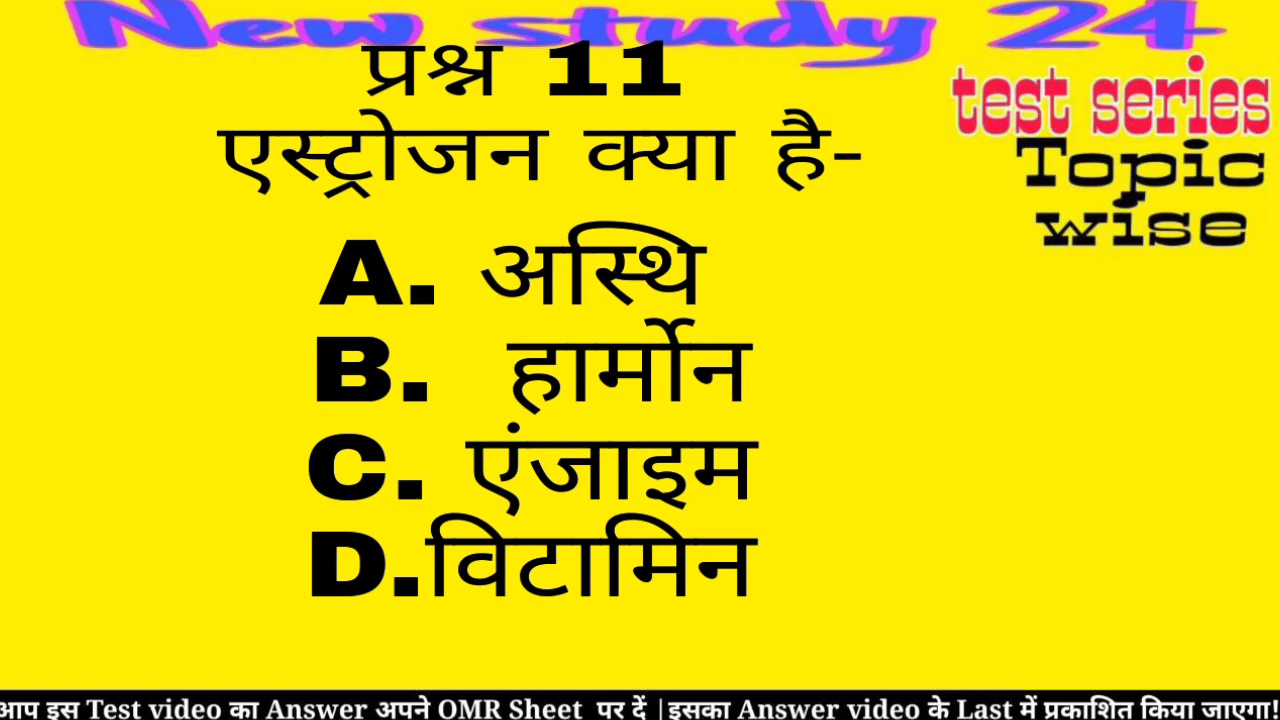 New study 24
प्रश्न 11
एस्ट्रोजन क्या है-
test series
Topic
wise
A. अस्थि
B. हार्मोन
C. एंजाइम
D.विटामिन
आप इस Test video का Answer अपने OMR Sheet पर दें |इसका Answer video के Last में प्रकाशित किया जाएगा!